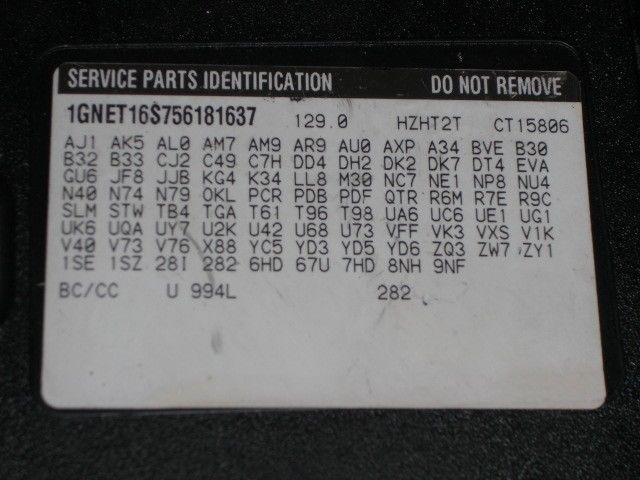 SERVICE PARTS IDENTIFICATION DO NOT REMOVE
1GNET16S756181637 129.0 HZHT2T CT15806
AJ1 AK5 AL0 AM7 AM9 AR9 AU0 AXP A34 BVE B30
B32 B33 CJ2 C49 C7H DD4 DH2 DK2 DK7 DT4 EVA
GU6 JF8 JJB KG4 K34 LL8 M30 NC7 NE1 NP8 NU4
N40 N74 N79 OKL PCR PDB PDF QTR R6M R7E R9C
SLM STW TB4 TGA T61 T96 T98 UA6 UC6 UE1 UG1
UK6 UQA UY7 U2K U42 U68 U73 VFF VK3 VXS V1K
V40 V73 V76 X88 YC5 YD3 YD5 YD6 ZQ3 ZW7 ZY1
1SE 1SZ 28I 282 6HD 67U 7HD 8NH 9NF
BC/CC U 994L 282